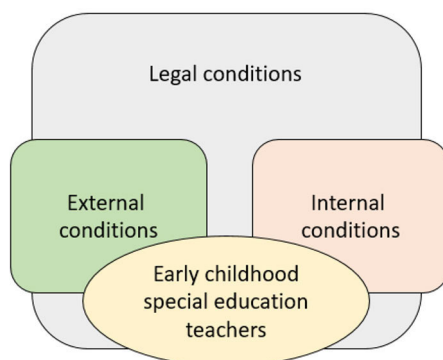 Legal conditions
External
conditions
Internal
conditions
Early childhood
special education
teachers